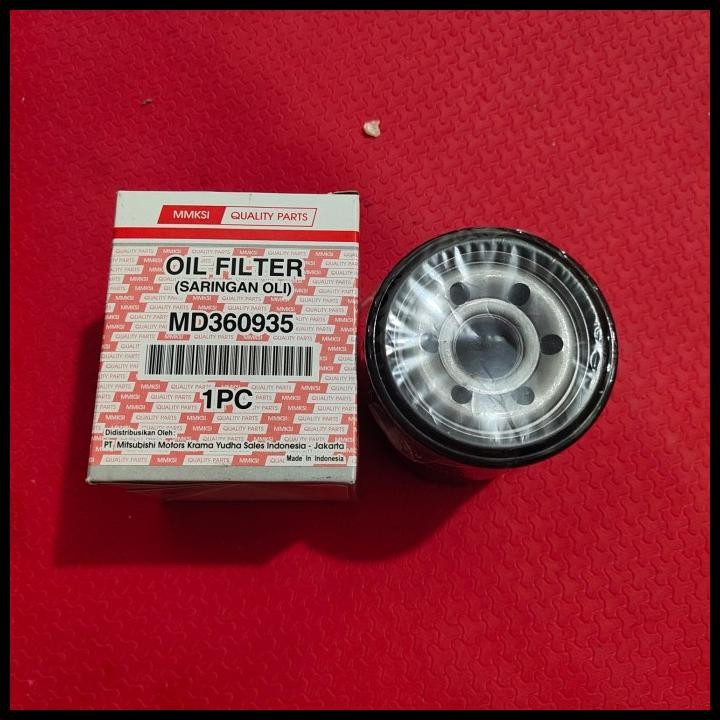 MMKSI QUALITY PARTS
OIL FILTER
(SARINGAN OLI)
MD360935
1PC
Didistribusikan Oleh :
PT. Mitsubishi Motors Krama Yudha Sales Indonesia - Jakarta
Made In Indonesia